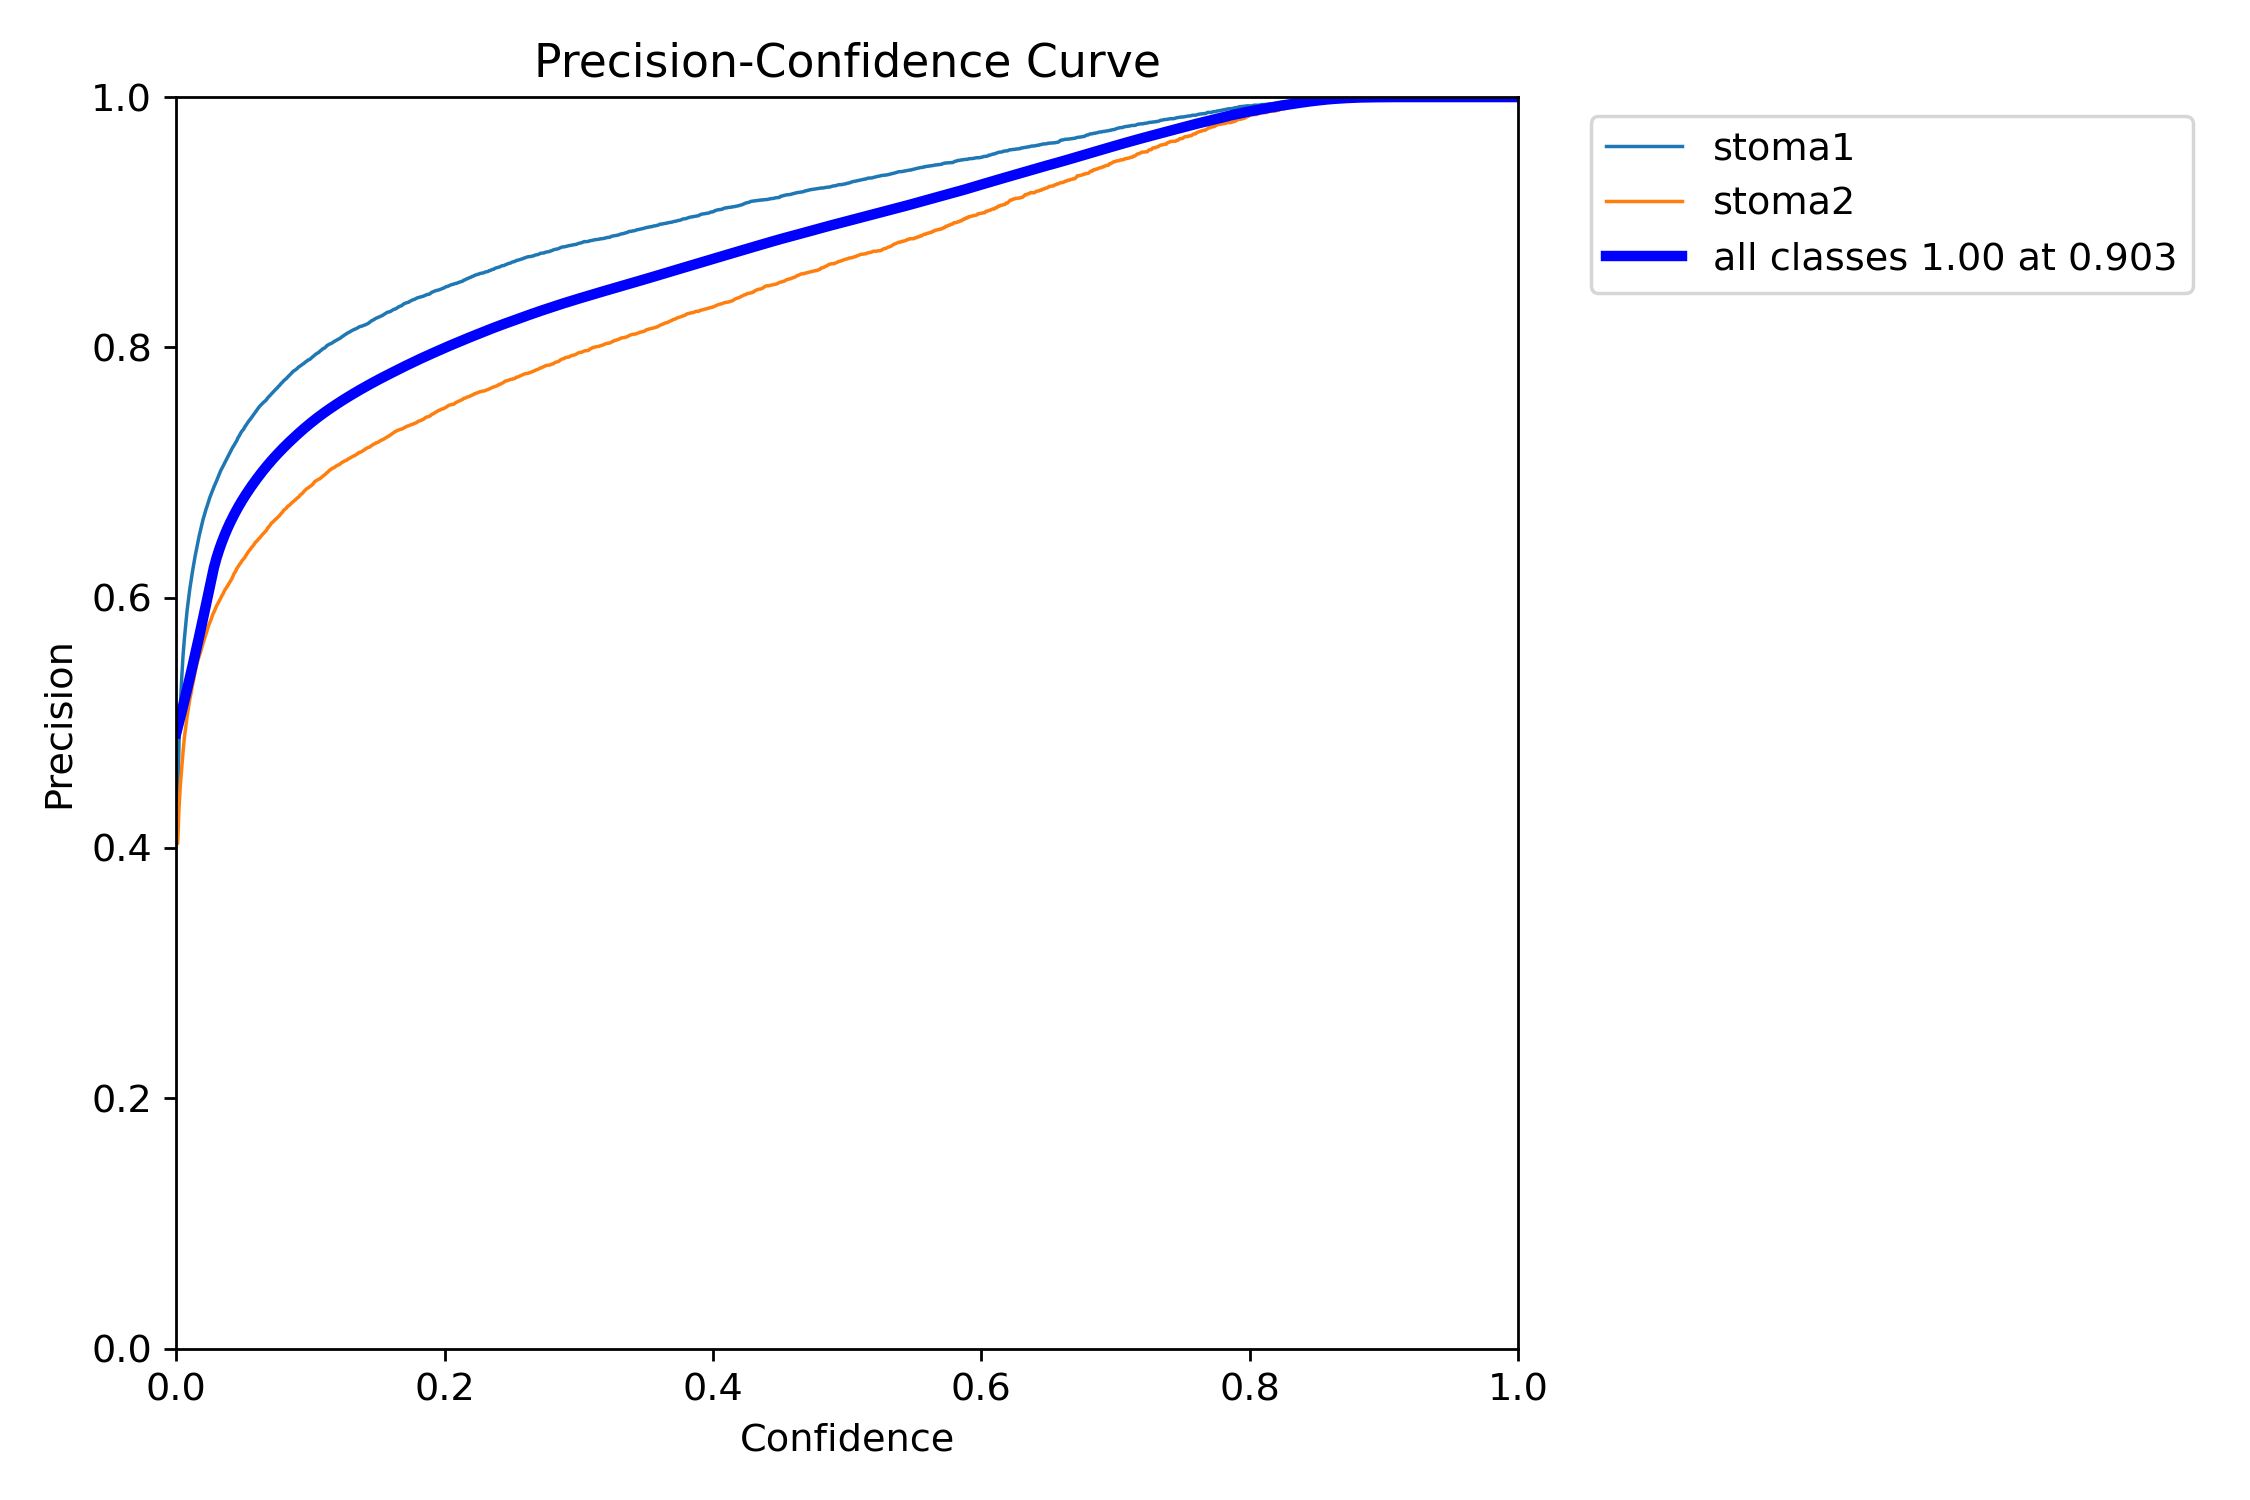 Precision-Confidence Curve
1.0
0.8
0.6
0.4
0.2
0.0
Precision
0.0 0.2 0.4 0.6 0.8 1.0
Confidence
stoma1
stoma2
all classes 1.00 at 0.903